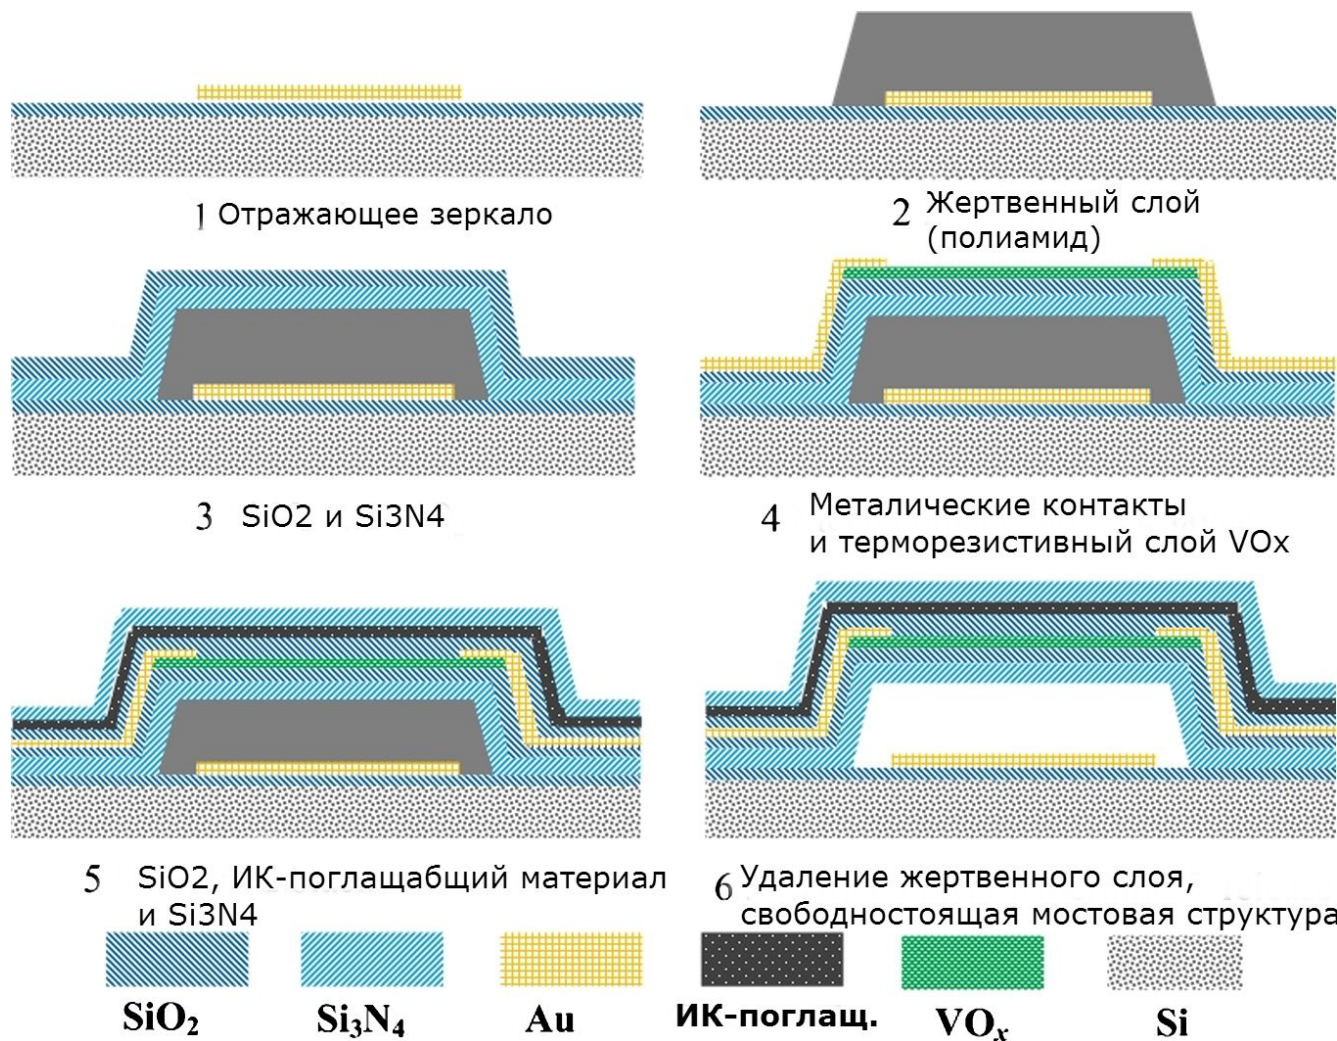 1 Отражающее зеркало
2 Жертвенный слой
(полиамид)
3 SiO2 и Si3N4
4 Металические контакты
и терморезистивный слой VOx
5 SiO2, ИК-поглащабщий материал
и Si3N4
6 Удаление жертвенного слоя,
свободностоящая мостовая структура
SiO₂
Si₃N₄
Au
ИК-поглащ.
VOₓ
Si